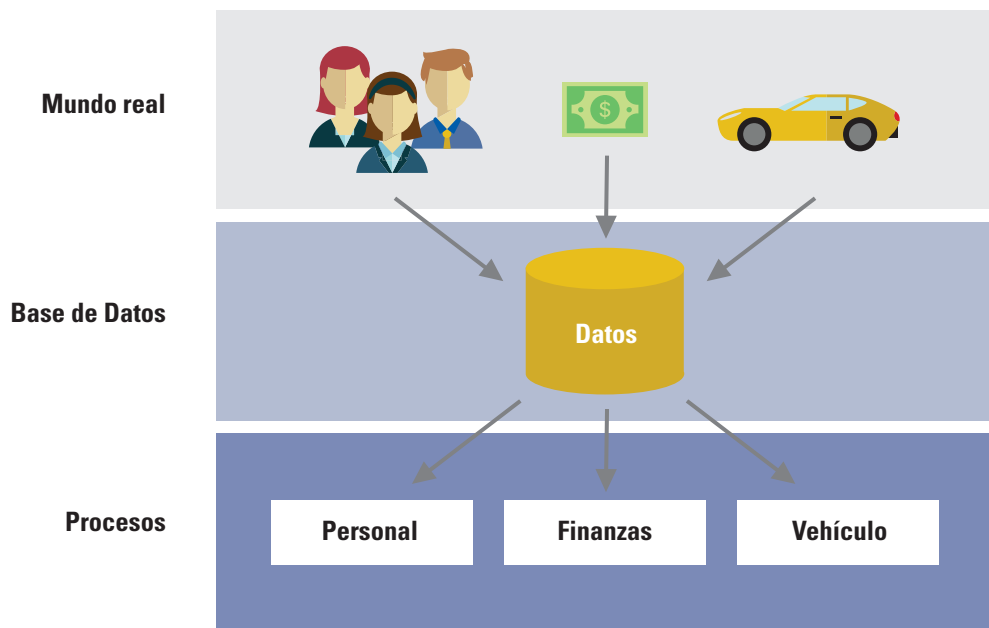 Mundo real
$
Base de Datos
Datos
Procesos
Personal
Finanzas
Vehículo